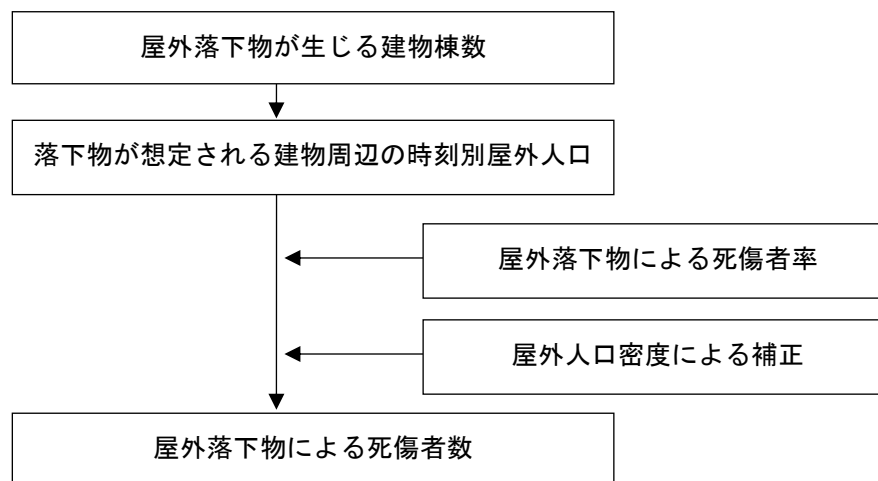 屋外落下物が生じる建物棟数
落下物が想定される建物周辺の時刻別屋外人口
屋外落下物による死傷者率
屋外人口密度による補正
屋外落下物による死傷者数